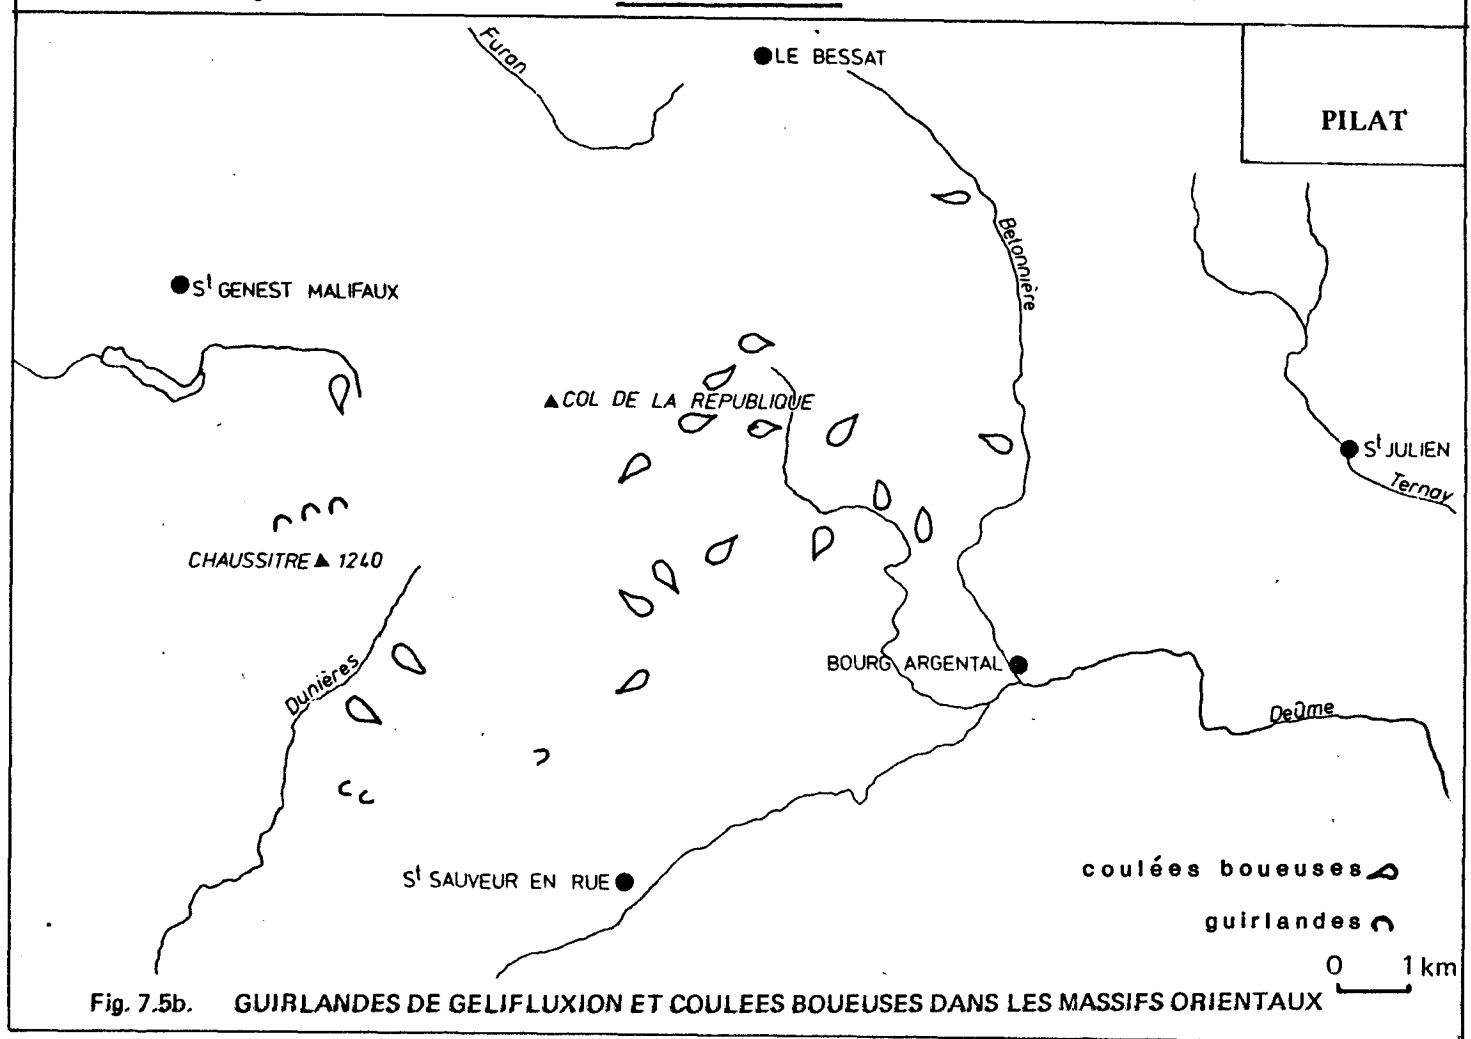 Furan
LE BESSAT
PILAT
Betonnière
St GENEST MALIFAUX
COL DE LA RÉPUBLIQUE
St JULIEN
Ternay
CHAUSSITRE 1240
Dunières
BOURG ARGENTAL
Deûme
St SAUVEUR EN RUE
coulées boueuses
guirlandes
0 1 km
Fig. 7.5b. GUIRLANDES DE GELIFLUXION ET COULEES BOUEUSES DANS LES MASSIFS ORIENTAUX